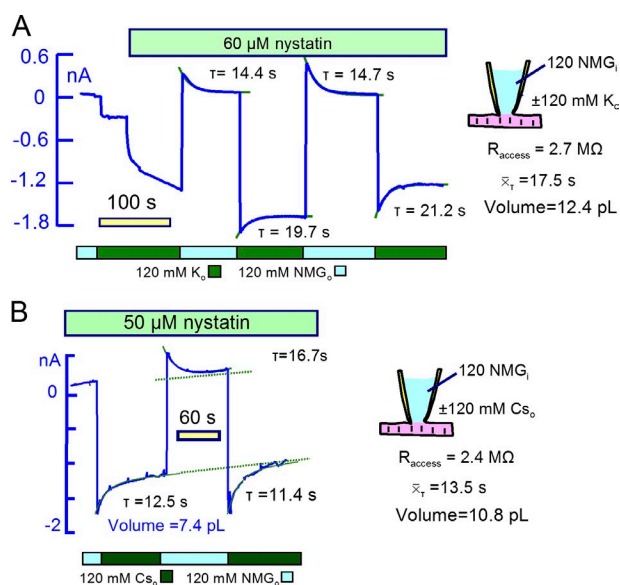 A
60 µM nystatin
0.6
nA
0
-0.6
-1.2
-1.8
τ= 14.4 s
τ= 14.7 s
100 s
τ = 19.7 s
τ = 21.2 s
120 mM Kₒ
120 mM NMGₒ
120 NMGᵢ
±120 mM Kₒ
Raccess = 2.7 MΩ
x̄τ =17.5 s
Volume=12.4 pL
B
50 µM nystatin
nA
0
-2
τ=16.7s
60 s
τ =12.5 s
τ = 11.4 s
Volume =7.4 pL
120 mM Csₒ
120 mM NMGₒ
120 NMGᵢ
±120 mM Csₒ
Raccess = 2.4 MΩ
x̄τ =13.5 s
Volume=10.8 pL